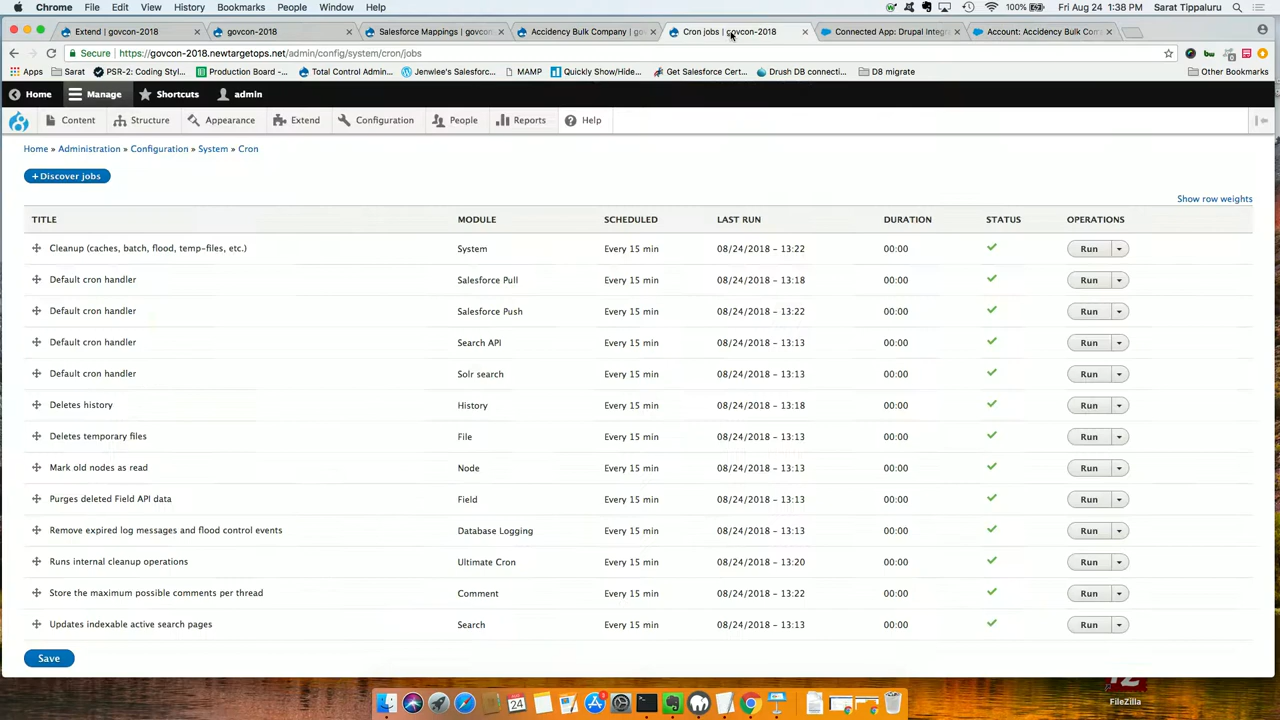 Chrome File Edit View History Bookmarks People Window Help 100% Fri Aug 24 1:38 PM Sarat Tippaluru
Extend | govcon-2018 govcon-2018 Salesforce Mappings | govcon Accidency Bulk Company | govc Cron jobs | govcon-2018 Connected App: Drupal Integr Account: Accidency Bulk Com
Secure https://govcon-2018.newtargetops.net/admin/config/system/cron/jobs
Apps Sarat PSR-2: Coding Styl... Production Board -... Total Control Admi... Jenwlee's Salesfor... MAMP Quickly Show/Hide... Get Salesforce Cert... Drush DB connecti... D8 migrate Other Bookmarks
Home Manage Shortcuts admin
Content Structure Appearance Extend Configuration People Reports Help
Home » Administration » Configuration » System » Cron
+ Discover jobs
Show row weights
TITLE MODULE SCHEDULED LAST RUN DURATION STATUS OPERATIONS
Cleanup (caches, batch, flood, temp-files, etc.) System Every 15 min 08/24/2018 - 13:22 00:00 Run
Default cron handler Salesforce Pull Every 15 min 08/24/2018 - 13:18 00:00 Run
Default cron handler Salesforce Push Every 15 min 08/24/2018 - 13:22 00:00 Run
Default cron handler Search API Every 15 min 08/24/2018 - 13:13 00:00 Run
Default cron handler Solr search Every 15 min 08/24/2018 - 13:13 00:00 Run
Deletes history History Every 15 min 08/24/2018 - 13:18 00:00 Run
Deletes temporary files File Every 15 min 08/24/2018 - 13:13 00:00 Run
Mark old nodes as read Node Every 15 min 08/24/2018 - 13:13 00:00 Run
Purges deleted Field API data Field Every 15 min 08/24/2018 - 13:13 00:00 Run
Remove expired log messages and flood control events Database Logging Every 15 min 08/24/2018 - 13:13 00:00 Run
Runs internal cleanup operations Ultimate Cron Every 15 min 08/24/2018 - 13:20 00:00 Run
Store the maximum possible comments per thread Comment Every 15 min 08/24/2018 - 13:22 00:00 Run
Updates indexable active search pages Search Every 15 min 08/24/2018 - 13:13 00:00 Run
Save
FileZilla